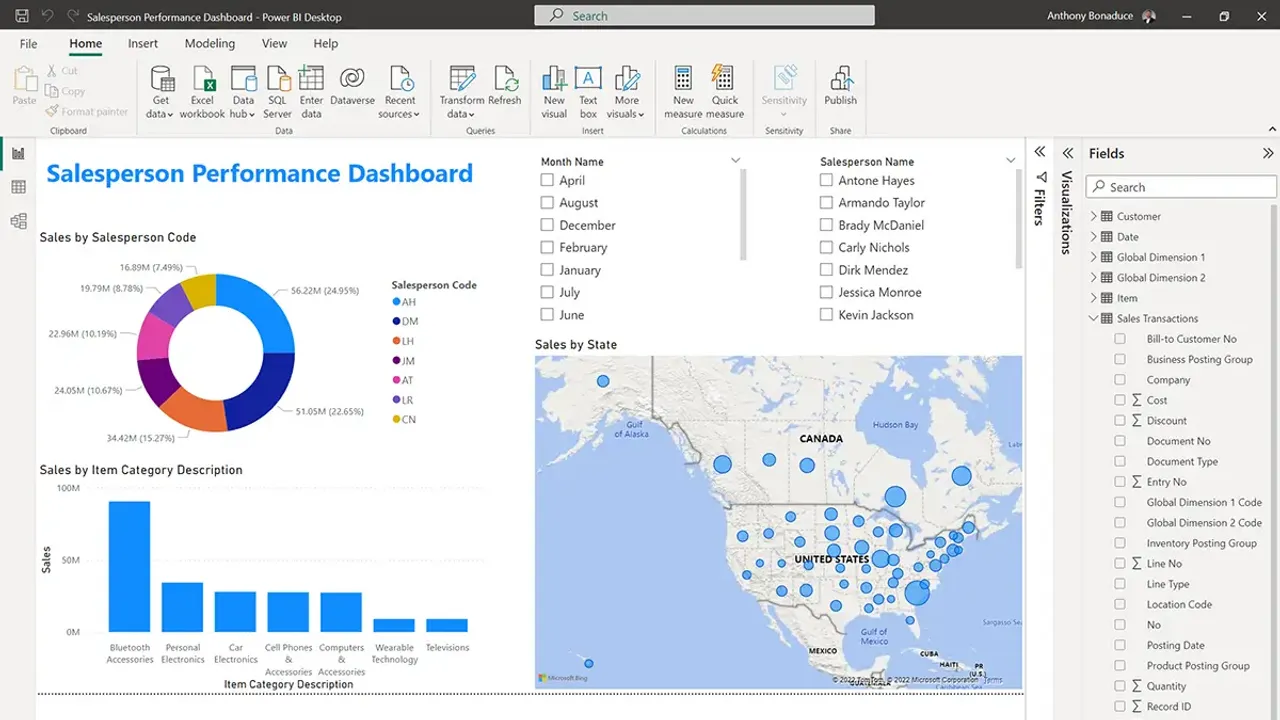 Salesperson Performance Dashboard - Power BI Desktop
Search
Anthony Bonaduce
File Home Insert Modeling View Help
Paste
Cut
Copy
Format painter
Clipboard
Get data
Excel workbook
Data hub
SQL Server
Enter data
Dataverse
Recent sources
Data
Transform data
Refresh
Queries
New visual
Text box
More visuals
Insert
New measure
Quick measure
Calculations
Sensitivity
Sensitivity
Publish
Share
Salesperson Performance Dashboard
Month Name
April
August
December
February
January
July
June
Salesperson Name
Antone Hayes
Armando Taylor
Brady McDaniel
Carly Nichols
Dirk Mendez
Jessica Monroe
Kevin Jackson
Sales by Salesperson Code
16.89M (7.49%)
19.79M (8.78%)
22.96M (10.19%)
24.05M (10.67%)
34.42M (15.27%)
56.22M (24.95%)
51.05M (22.65%)
Salesperson Code
AH
DM
LH
JM
AT
LR
CN
Sales by Item Category Description
100M
50M
0M
Sales
Bluetooth Accessories
Personal Electronics
Car Electronics
Cell Phones & Accessories
Computers & Accessories
Wearable Technology
Televisions
Item Category Description
Sales by State
Gulf of Alaska
CANADA
Hudson Bay
UNITED STATES
Gulf of Mexico
MEXICO
CUBA
HAITI
PR (U.S.)
Sargasso Sea
Caribbean Sea
Microsoft Bing
© 2022 TomTom, © 2022 Microsoft Corporation Terms
Filters
Visualizations
Fields
Search
Customer
Date
Global Dimension 1
Global Dimension 2
Item
Sales Transactions
Bill-to Customer No
Business Posting Group
Company
Cost
Discount
Document No
Document Type
Entry No
Global Dimension 1 Code
Global Dimension 2 Code
Inventory Posting Group
Line No
Line Type
Location Code
No
Posting Date
Product Posting Group
Quantity
Record ID